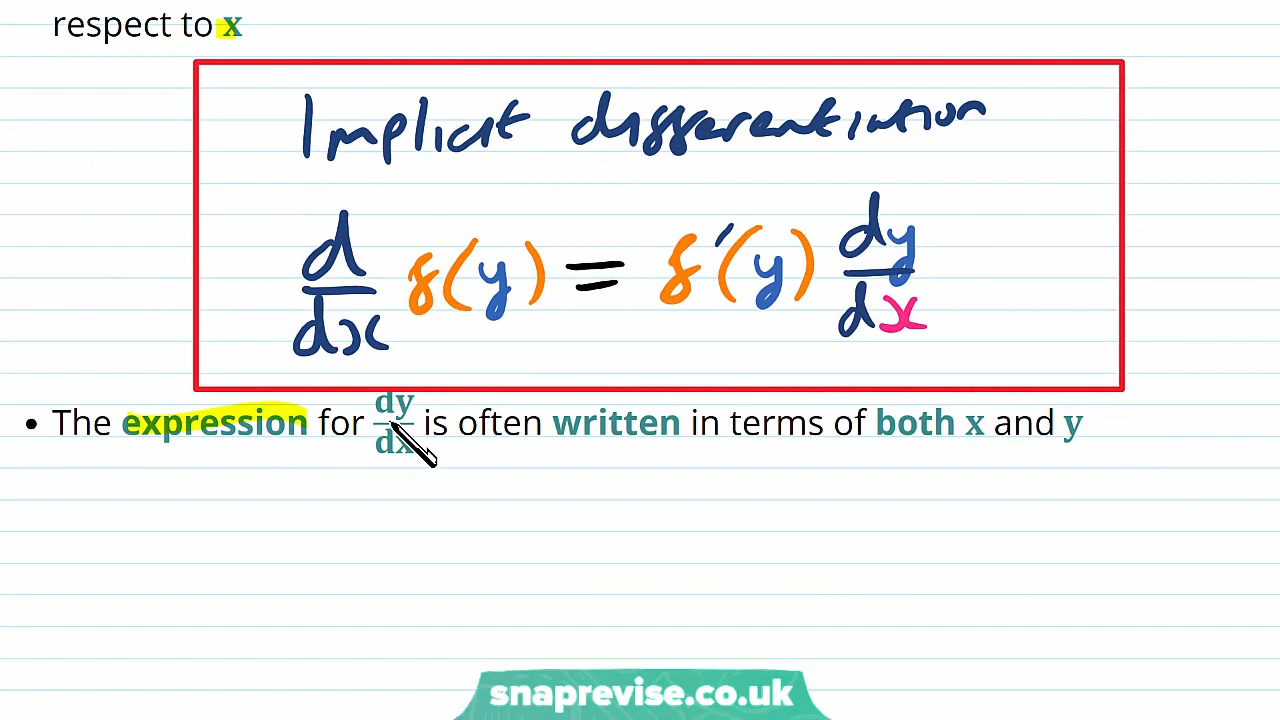 respect to x
Implicit differentiation
d/dx f(y) = f'(y) dy/dx
• The expression for dy/dx is often written in terms of both x and y
snaprevise.co.uk